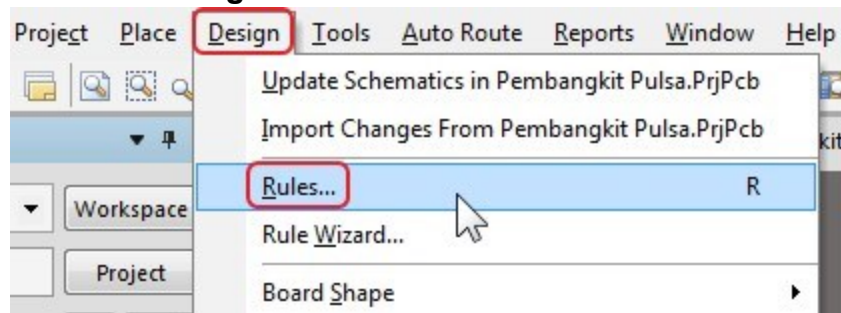 Project Place Design Tools Auto Route Reports Window Help
Update Schematics in Pembangkit Pulsa.PrjPcb
Import Changes From Pembangkit Pulsa.PrjPcb
Rules... R
Workspace
Rule Wizard...
Project
Board Shape